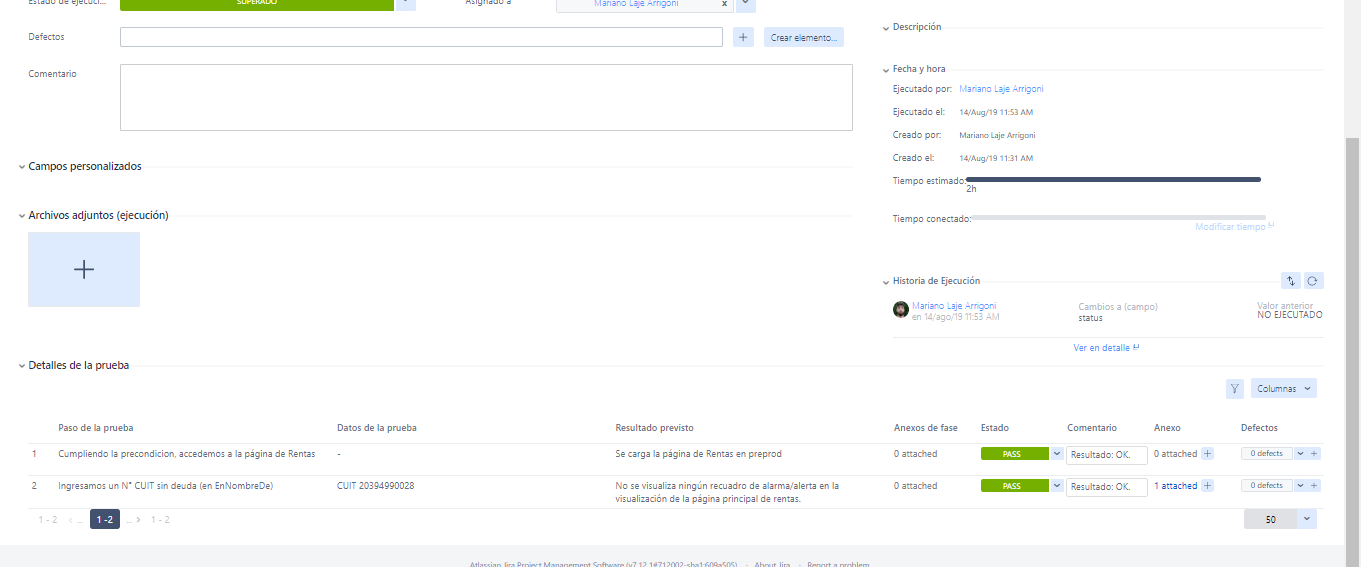 Estado de ejecuci...
SUPERADO
Asignado a
Mariano Laje Arrigoni
x
Defectos
Crear elemento...
Comentario
Campos personalizados
Archivos adjuntos (ejecución)
Descripción
Fecha y hora
Ejecutado por: Mariano Laje Arrigoni
Ejecutado el: 14/Aug/19 11:53 AM
Creado por: Mariano Laje Arrigoni
Creado el: 14/Aug/19 11:31 AM
Tiempo estimado:
2h
Tiempo conectado:
Modificar tiempo
Historia de Ejecución
Mariano Laje Arrigoni Cambios a (campo) Valor anterior
en 14/ago/19 11:53 AM status NO EJECUTADO
Ver en detalle
Detalles de la prueba
Columnas
Paso de la prueba Datos de la prueba Resultado previsto Anexos de fase Estado Comentario Anexo Defectos
1 Cumpliendo la precondicion, accedemos a la página de Rentas - Se carga la página de Rentas en preprod 0 attached PASS Resultado: OK. 0 attached + 0 defects +
2 Ingresamos un N° CUIT sin deuda (en EnNombreDe) CUIT 20394990028 No se visualiza ningún recuadro de alarma/alerta en la 0 attached PASS Resultado: OK. 1 attached + 0 defects +
visualización de la página principal de rentas.
1 - 2 < ... 1 -2 ... > 1 - 2
50
Atlassian Jira Project Management Software (v7.12.1#712002-sha1:609a505) - About Jira - Report a problem